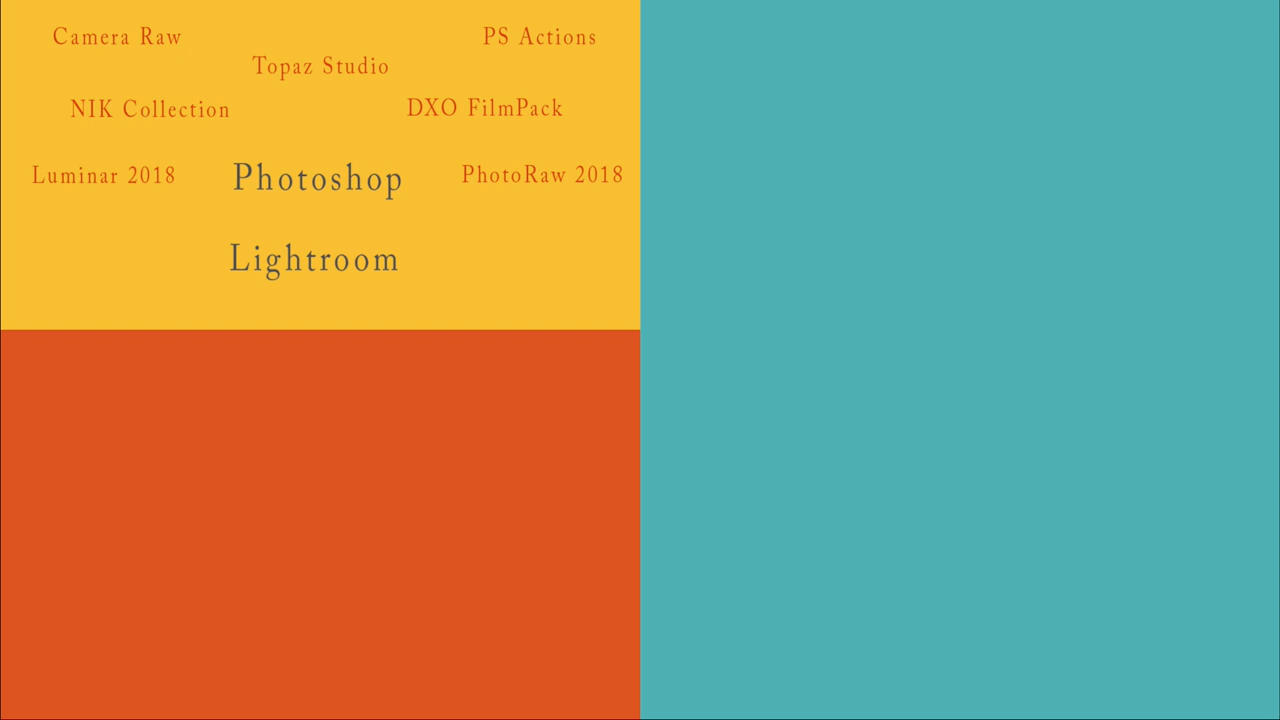 Camera Raw
PS Actions
Topaz Studio
NIK Collection
DXO FilmPack
Luminar 2018
Photoshop
PhotoRaw 2018
Lightroom